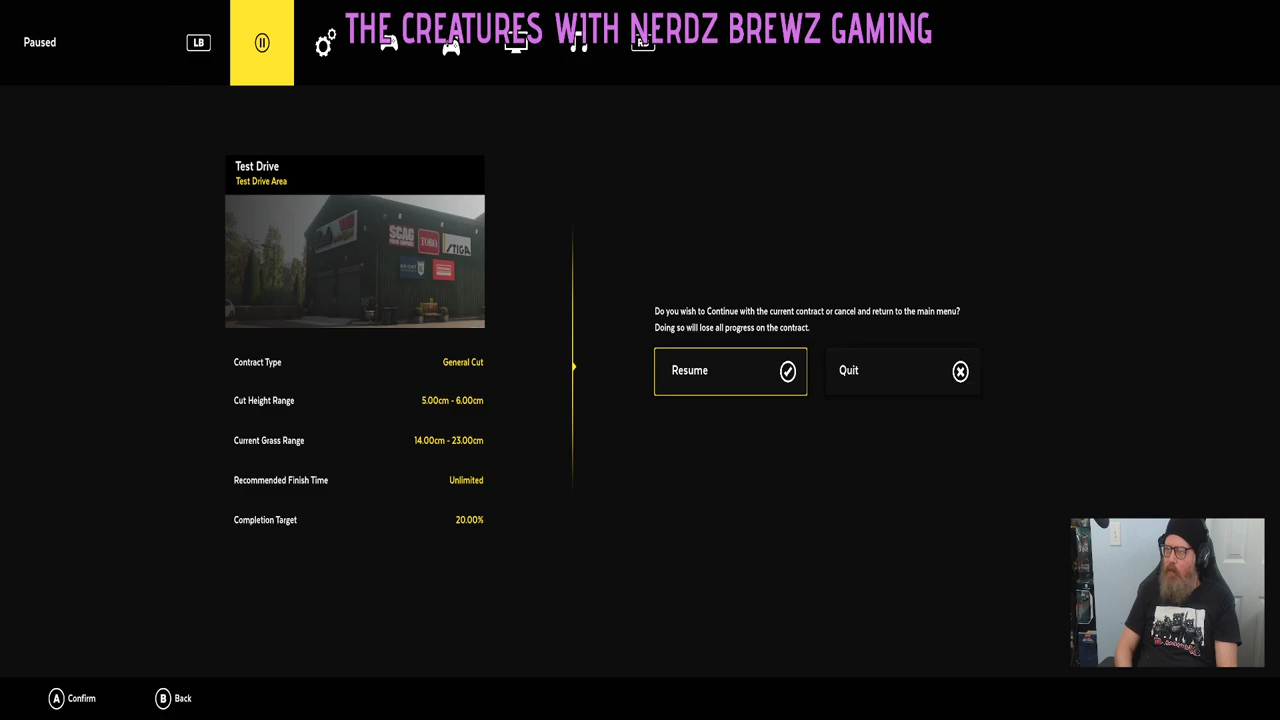 THE CREATURES WITH NERDZ BREWZ GAMING
Paused
LB
Test Drive
Test Drive Area
SCAG
TORO
STIGA
Contract Type General Cut
Cut Height Range 5.00cm - 6.00cm
Current Grass Range 14.00cm - 23.00cm
Recommended Finish Time Unlimited
Completion Target 20.00%
Do you wish to Continue with the current contract or cancel and return to the main menu?
Doing so will lose all progress on the contract.
Resume
Quit
A Confirm
B Back